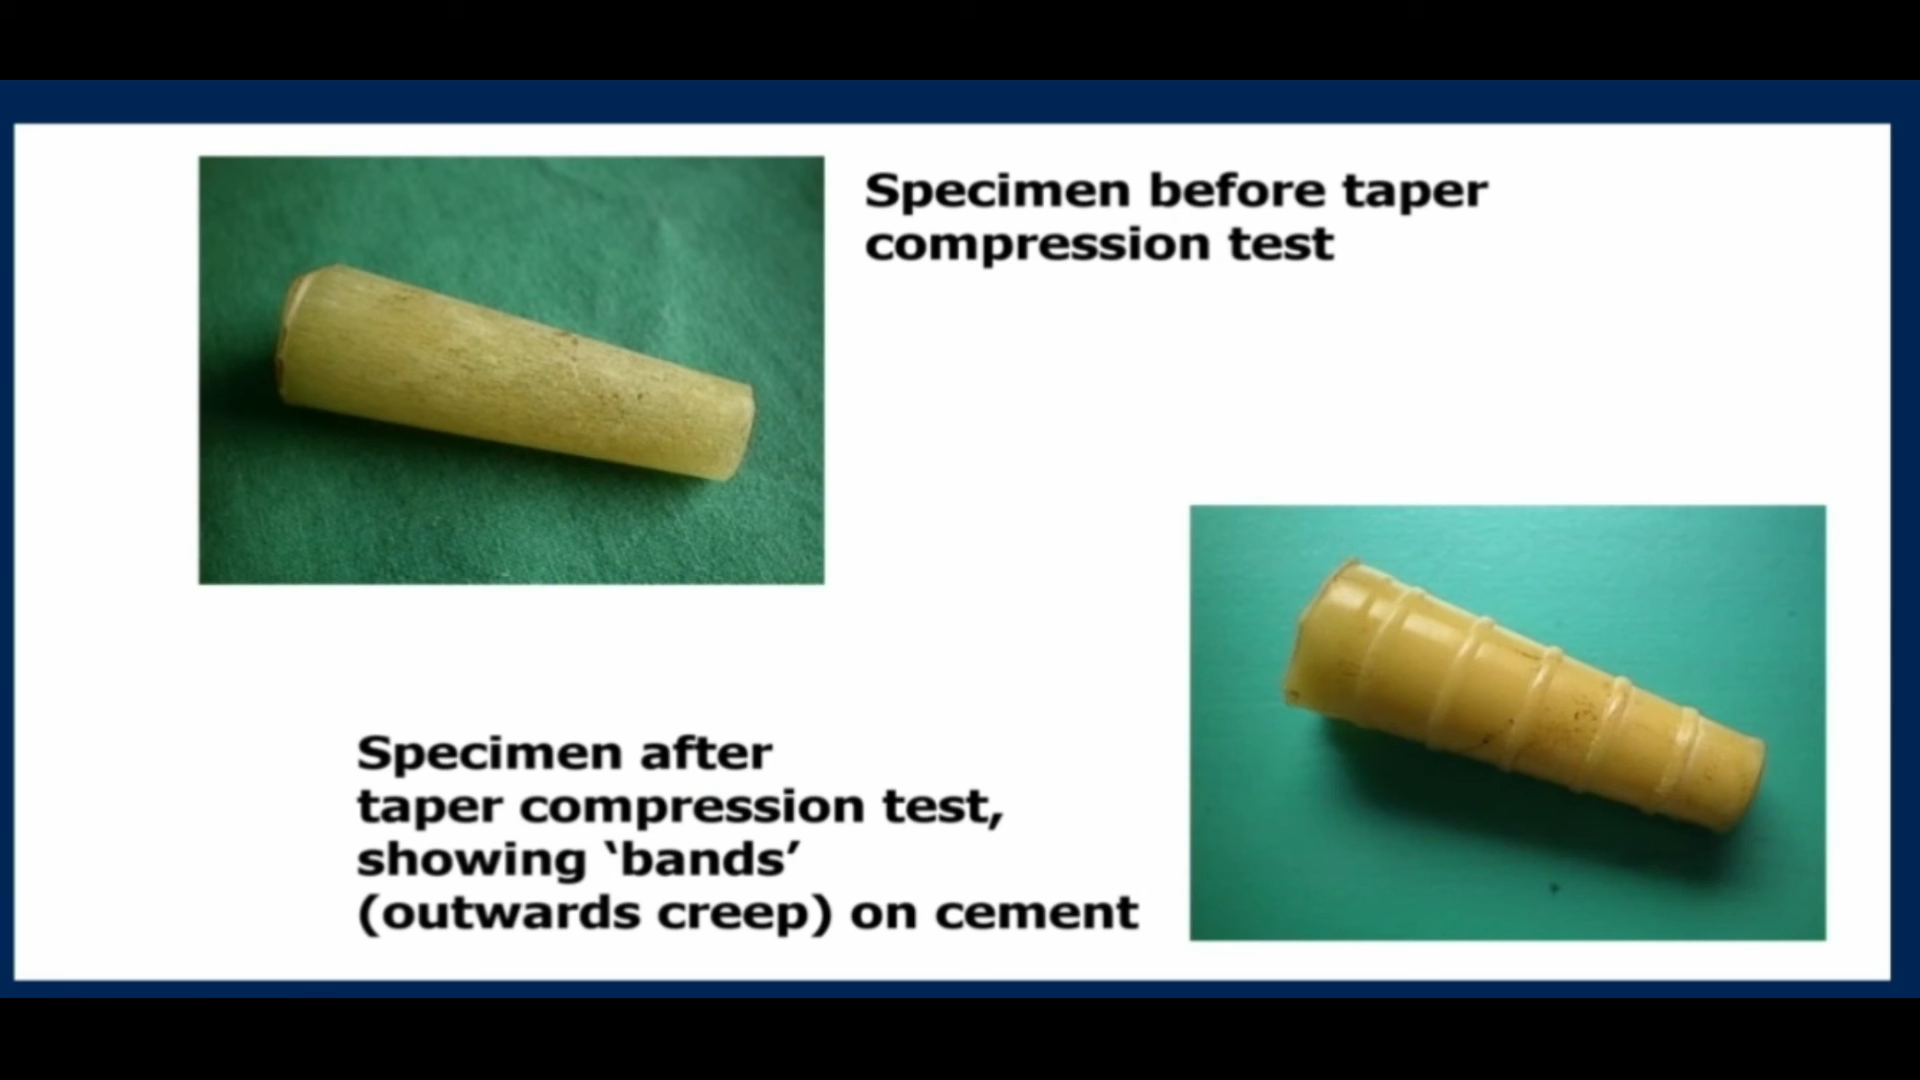 Specimen before taper
compression test
Specimen after
taper compression test,
showing ‘bands’
(outwards creep) on cement